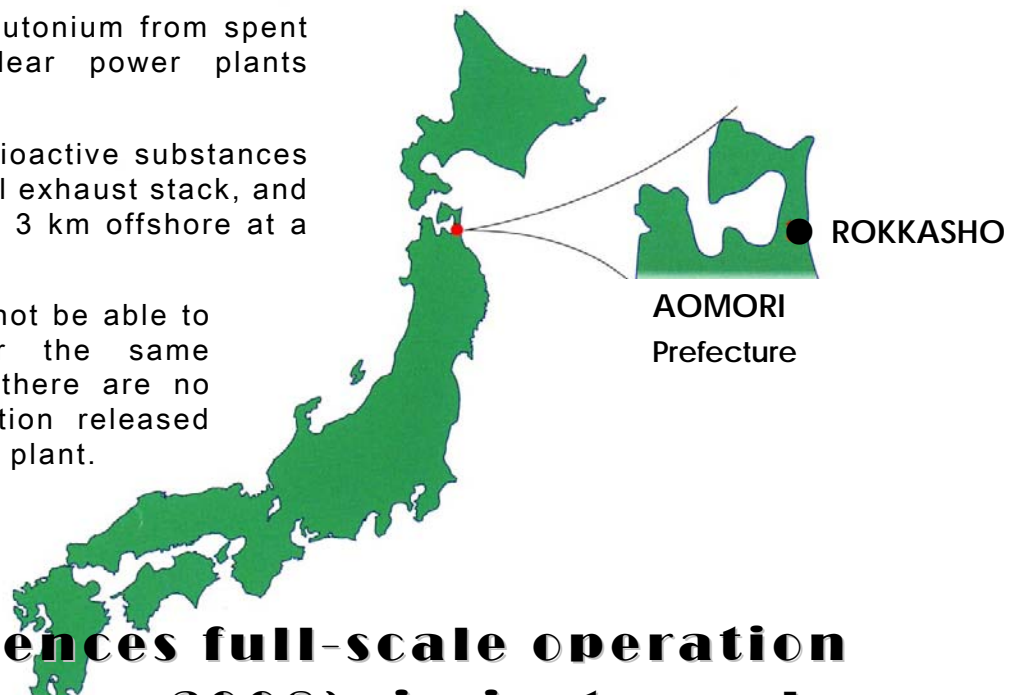 utonium from spent
lear power plants
ioactive substances
l exhaust stack, and
3 km offshore at a
not be able to
r the same
there are no
tion released
plant.
ROKKASHO
AOMORI
Prefecture
ences full-scale operation